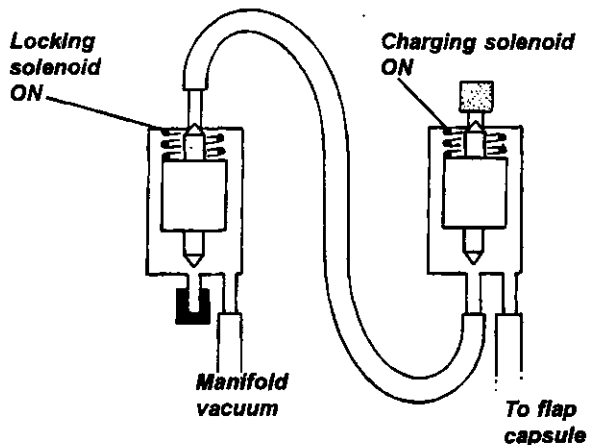 Locking
solenoid
ON
Charging solenoid
ON
Manifold
vacuum
To flap
capsule